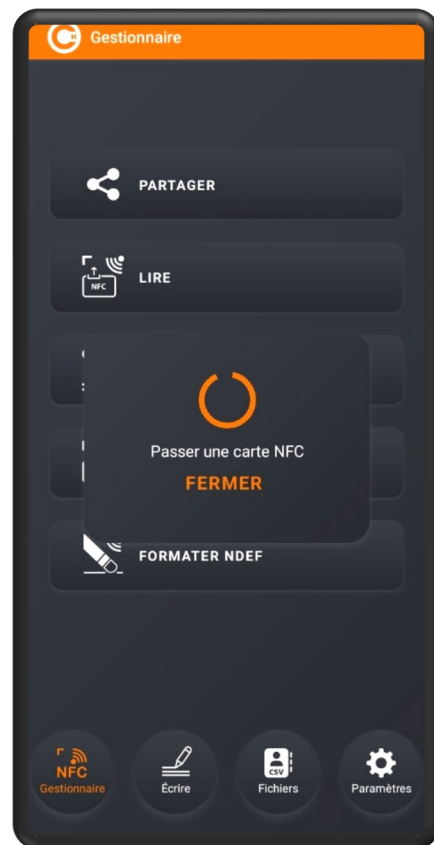 Gestionnaire
PARTAGER
NFC
LIRE
Passer une carte NFC
FERMER
FORMATER NDEF
NFC
Gestionnaire
Écrire
CSV
Fichiers
Paramètres